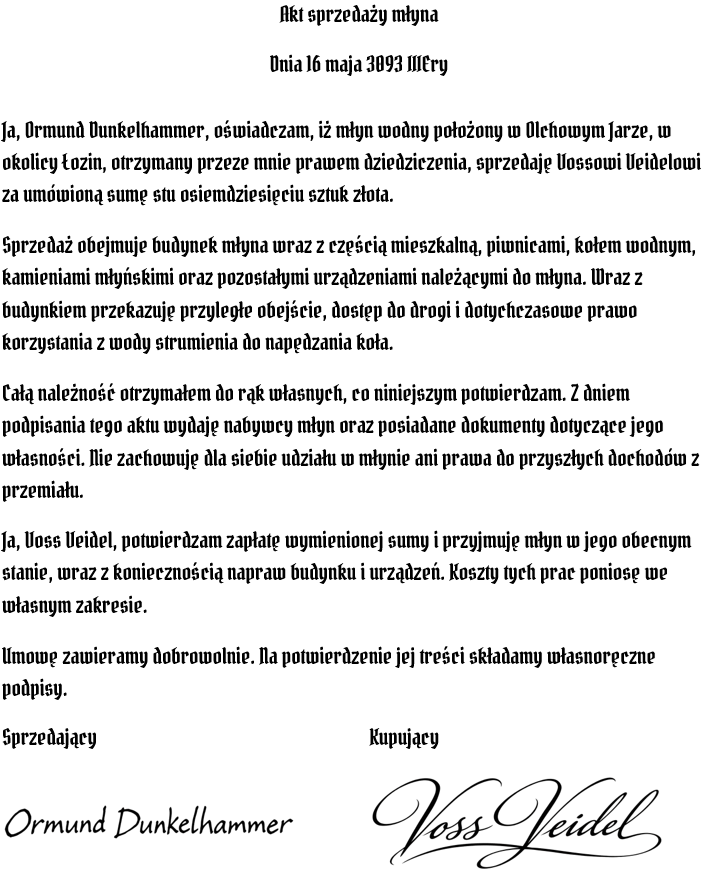 Akt sprzedaży młyna
Dnia 16 maja 3093 MEry
Ja, Ormund Dunkelhammer, oświadczam, iż młyn wodny położony w Olchowym Jarze, w
okolicy Łozin, otrzymany przeze mnie prawem dziedziczenia, sprzedaję Vossowi Veidelowi
za umówioną sumę stu osiemdziesięciu sztuk złota.
Sprzedaż obejmuje budynek młyna wraz z częścią mieszkalną, piwnicami, kołem wodnym,
kamieniami młyńskimi oraz pozostałymi urządzeniami należącymi do młyna. Wraz z
budynkiem przekazuję przyległe obejście, dostęp do drogi i dotychczasowe prawo
korzystania z wody strumienia do napędzania koła.
Całą należność otrzymałem do rąk własnych, co niniejszym potwierdzam. Z dniem
podpisania tego aktu wydaję nabywcy młyn oraz posiadane dokumenty dotyczące jego
własności. Nie zachowuję dla siebie udziału w młynie ani prawa do przyszłych dochodów z
przemiału.
Ja, Voss Veidel, potwierdzam zapłatę wymienionej sumy i przyjmuję młyn w jego obecnym
stanie, wraz z koniecznością napraw budynku i urządzeń. Koszty tych prac poniosę we
własnym zakresie.
Umowę zawieramy dobrowolnie. Na potwierdzenie jej treści składamy własnoręczne
podpisy.
Sprzedający Kupujący
Ormund Dunkelhammer Voss Veidel